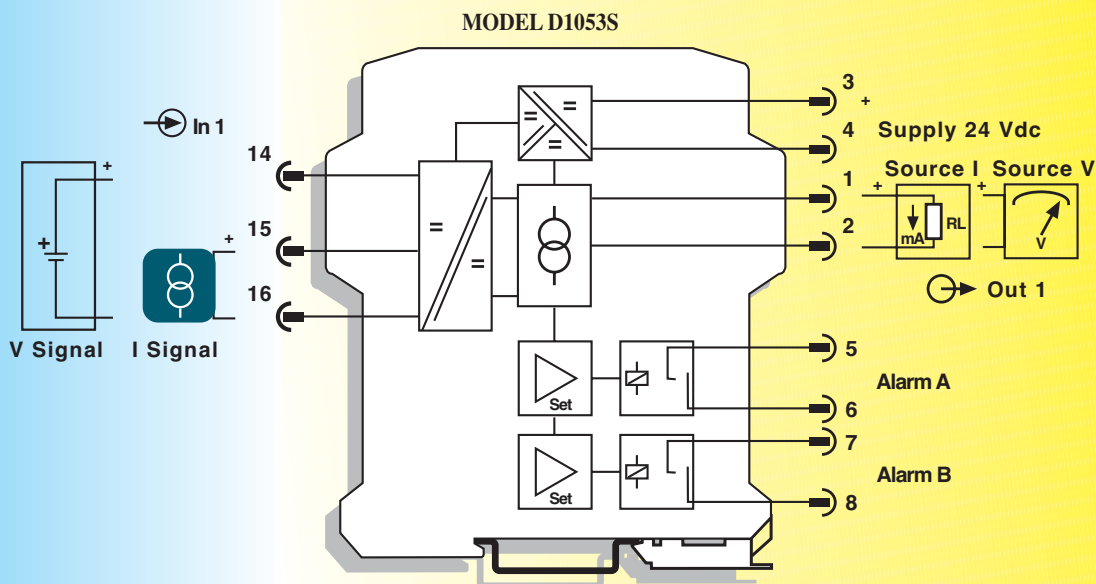 MODEL D1053S
In 1
14
15
16
+
+
+
V Signal
I Signal
=
=
=
=
=
Set
Set
3
+
4
Supply 24 Vdc
1
2
Source I
Source V
+
mA
RL
+
V
Out 1
5
Alarm A
6
7
Alarm B
8